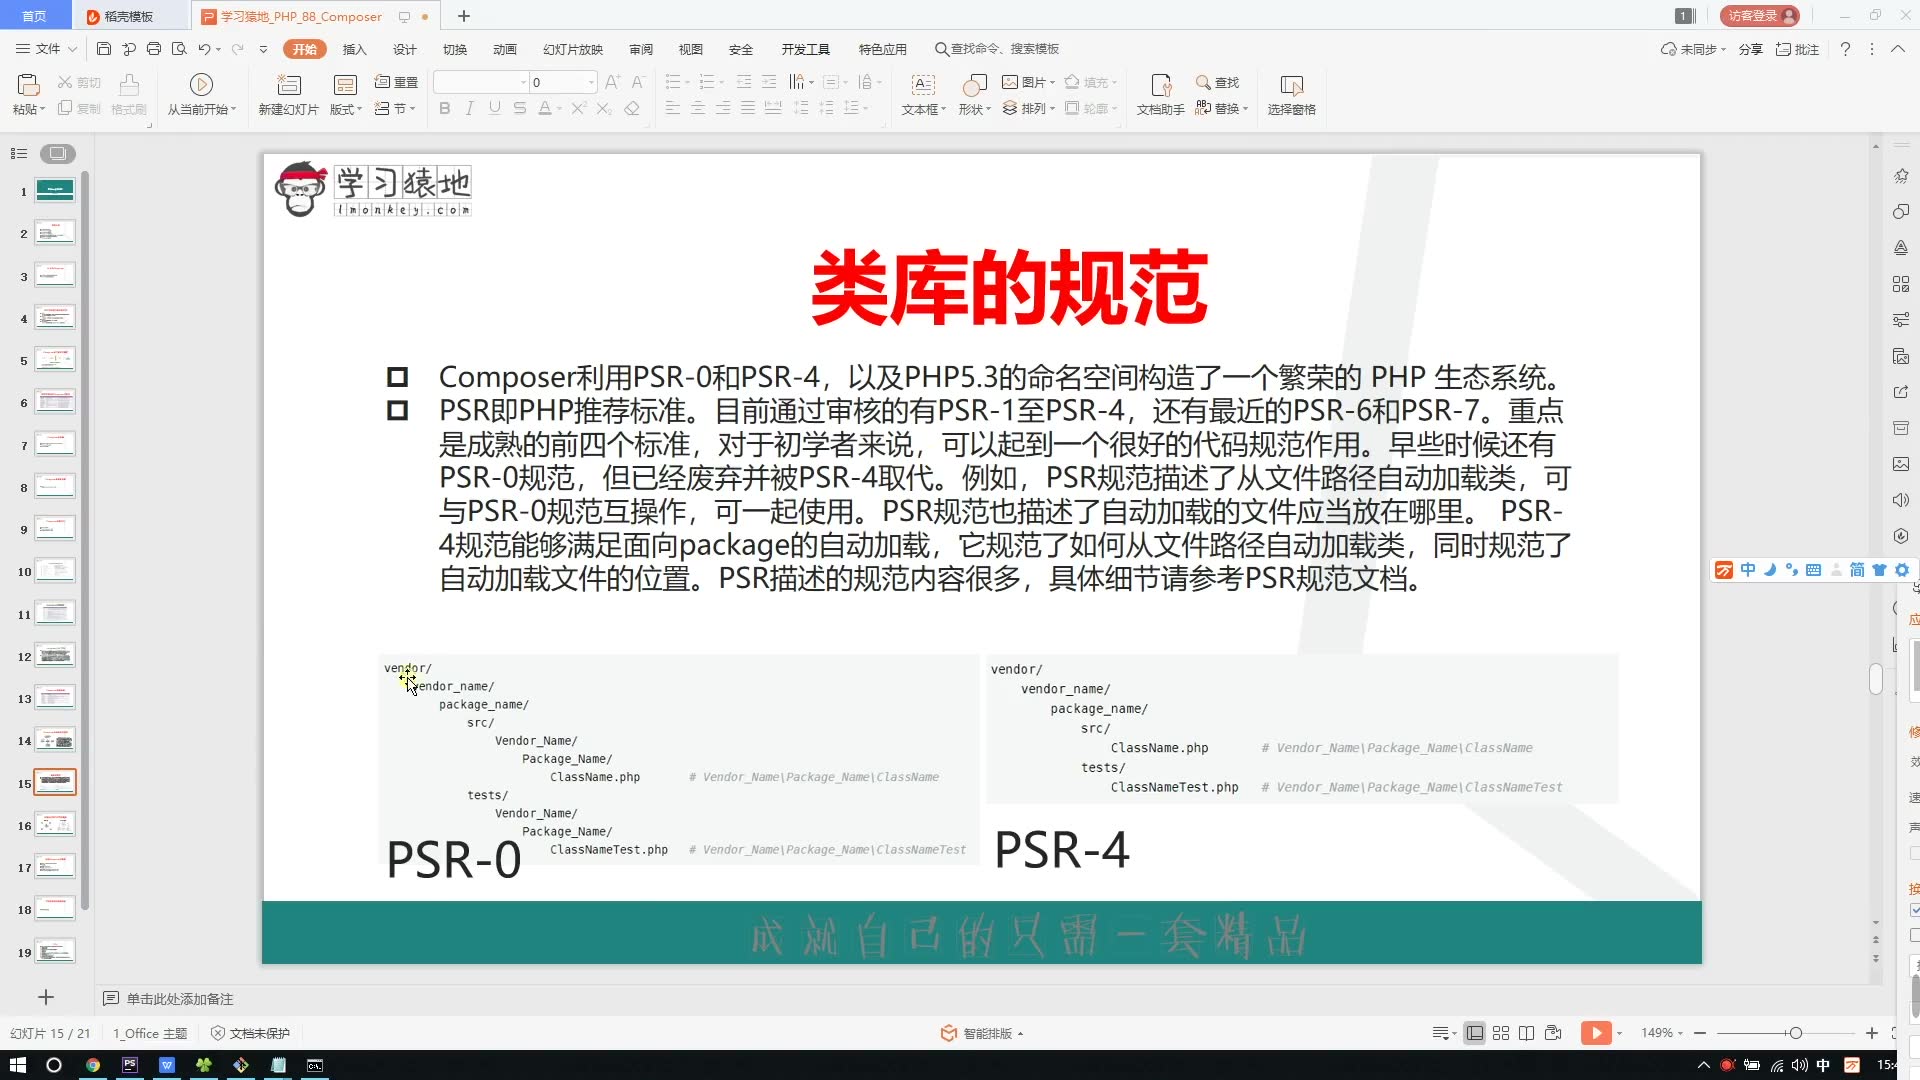 首页
稻壳模板
学习猿地_PHP_88_Composer
1
访客登录
文件
开始
插入
设计
切换
动画
幻灯片放映
审阅
视图
安全
开发工具
特色应用
查找命令、搜索模板
未同步
分享
批注
粘贴
剪切
复制
格式刷
从当前开始
新建幻灯片
版式
重置
节
0
文本框
形状
图片
排列
填充
轮廓
文档助手
查找
替换
选择窗格
1
2
3
4
5
6
7
8
9
10
11
12
13
14
15
16
17
18
19
学习猿地
lmonkey.com
类库的规范
Composer利用PSR-0和PSR-4，以及PHP5.3的命名空间构造了一个繁荣的 PHP 生态系统。
PSR即PHP推荐标准。目前通过审核的有PSR-1至PSR-4，还有最近的PSR-6和PSR-7。重点
是成熟的前四个标准，对于初学者来说，可以起到一个很好的代码规范作用。早些时候还有
PSR-0规范，但已经废弃并被PSR-4取代。例如，PSR规范描述了从文件路径自动加载类，可
与PSR-0规范互操作，可一起使用。PSR规范也描述了自动加载的文件应当放在哪里。 PSR-
4规范能够满足面向package的自动加载，它规范了如何从文件路径自动加载类，同时规范了
自动加载文件的位置。PSR描述的规范内容很多，具体细节请参考PSR规范文档。
vendor/
vendor_name/
package_name/
src/
Vendor_Name/
Package_Name/
ClassName.php # Vendor_Name\Package_Name\ClassName
tests/
Vendor_Name/
Package_Name/
ClassNameTest.php # Vendor_Name\Package_Name\ClassNameTest
PSR-0
vendor/
vendor_name/
package_name/
src/
ClassName.php # Vendor_Name\Package_Name\ClassName
tests/
ClassNameTest.php # Vendor_Name\Package_Name\ClassNameTest
PSR-4
成就自己的只需一套精品
中
简
单击此处添加备注
幻灯片 15 / 21
1_Office 主题
文档未保护
智能排版
149%
中